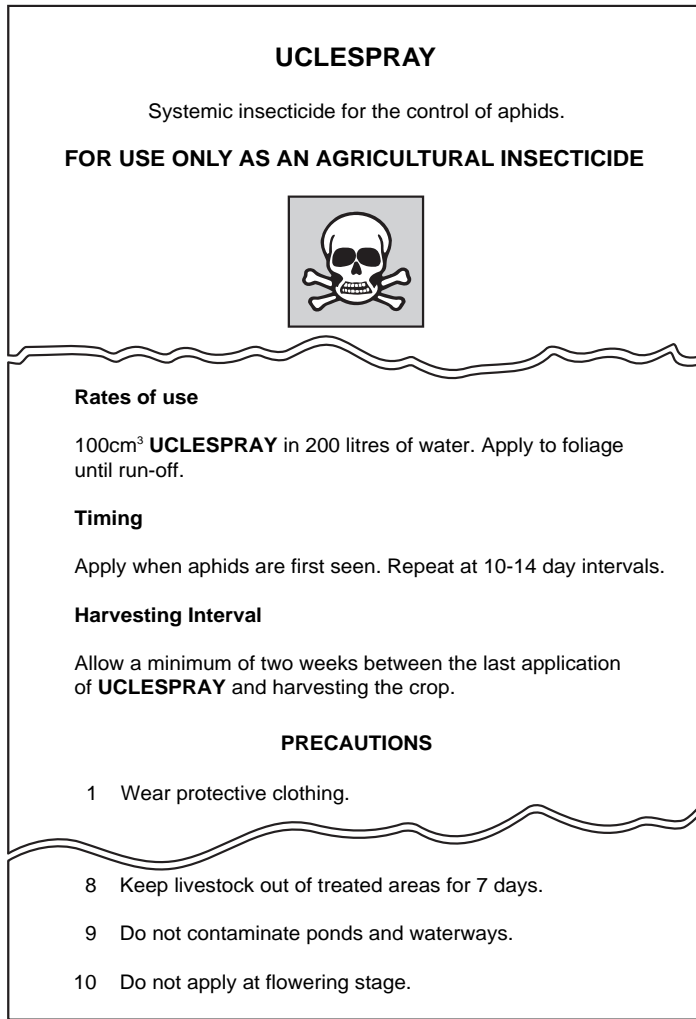 UCLESPRAY
Systemic insecticide for the control of aphids.
FOR USE ONLY AS AN AGRICULTURAL INSECTICIDE
Rates of use
100cm³ UCLESPRAY in 200 litres of water. Apply to foliage
until run-off.
Timing
Apply when aphids are first seen. Repeat at 10-14 day intervals.
Harvesting Interval
Allow a minimum of two weeks between the last application
of UCLESPRAY and harvesting the crop.
PRECAUTIONS
1 Wear protective clothing.
8 Keep livestock out of treated areas for 7 days.
9 Do not contaminate ponds and waterways.
10 Do not apply at flowering stage.